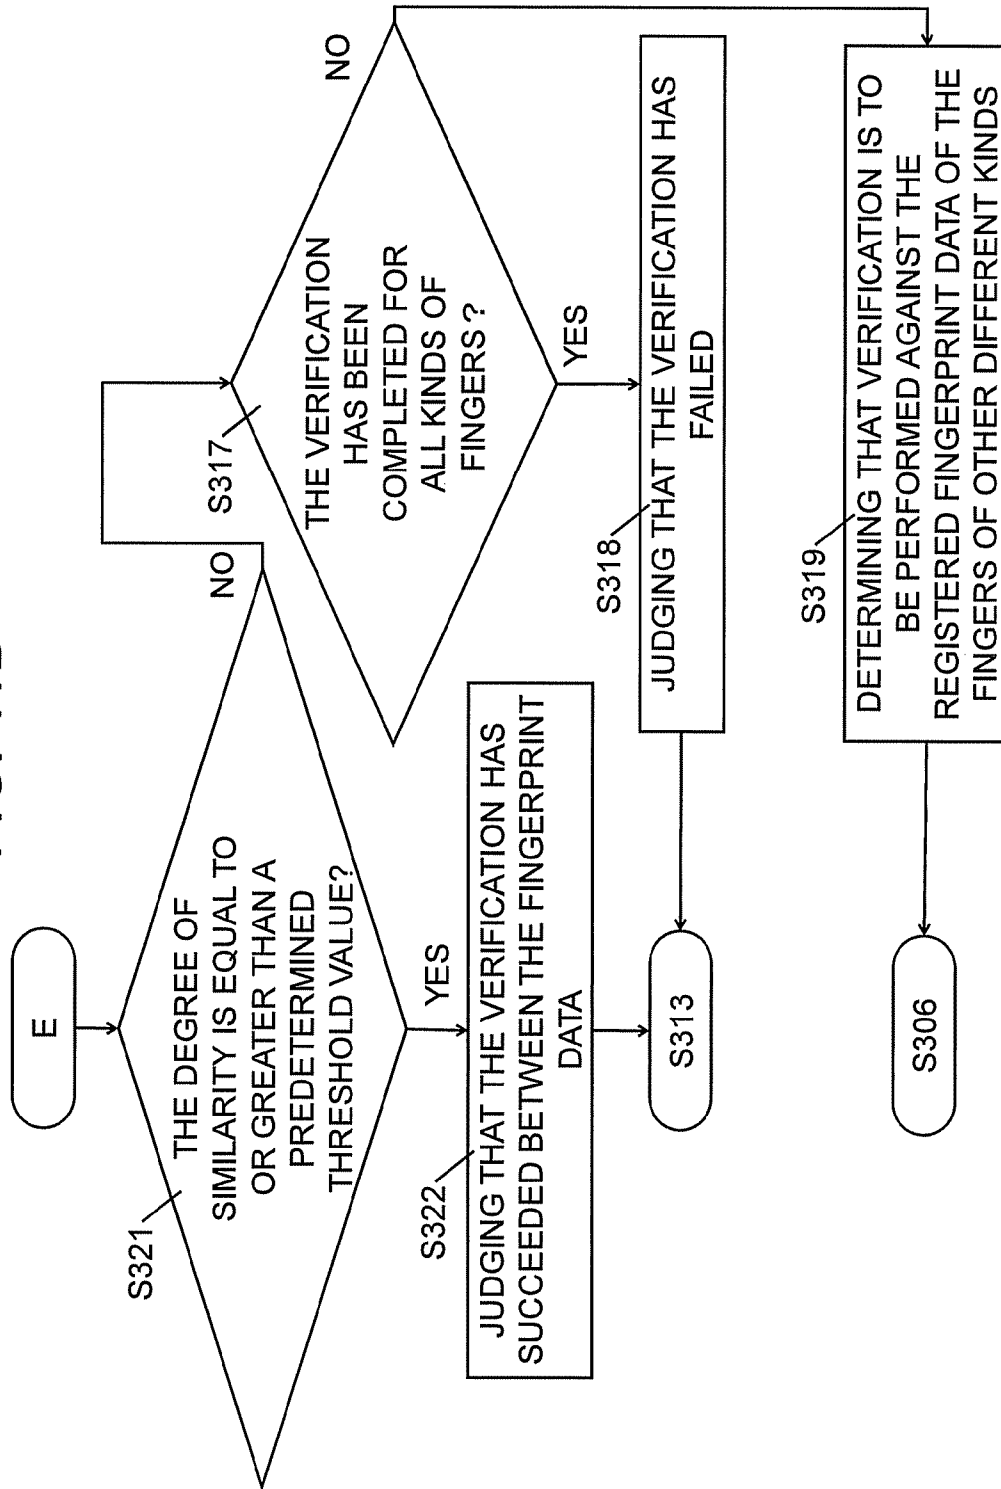 E
THE DEGREE OF
SIMILARITY IS EQUAL TO
OR GREATER THAN A
PREDETERMINED
THRESHOLD VALUE?
S321
NO
YES
S322
JUDGING THAT THE VERIFICATION HAS
SUCCEEDED BETWEEN THE FINGERPRINT
DATA
S313
S317
THE VERIFICATION
HAS BEEN
COMPLETED FOR
ALL KINDS OF
FINGERS?
NO
YES
S318
JUDGING THAT THE VERIFICATION HAS
FAILED
S319
DETERMINING THAT VERIFICATION IS TO
BE PERFORMED AGAINST THE
REGISTERED FINGERPRINT DATA OF THE
FINGERS OF OTHER DIFFERENT KINDS
S306